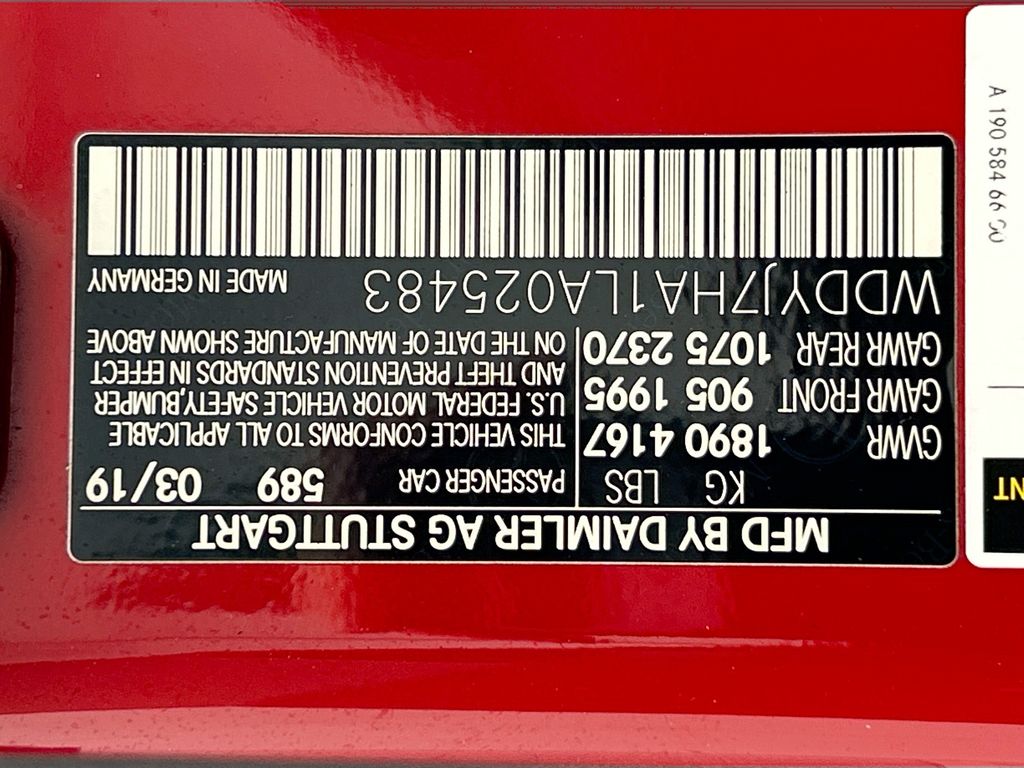 MFD BY DAIMLER AG STUTTGART
KG LBS
GVWR 1890 4167
GAWR FRONT 905 1995
GAWR REAR 1075 2370
PASSENGER CAR 589 03/19
THIS VEHICLE CONFORMS TO ALL APPLICABLE
U.S. FEDERAL MOTOR VEHICLE SAFETY,BUMPER
AND THEFT PREVENTION STANDARDS IN EFFECT
ON THE DATE OF MANUFACTURE SHOWN ABOVE
WDDYJ7HA1LA025483 MADE IN GERMANY
A 190 584 66 00